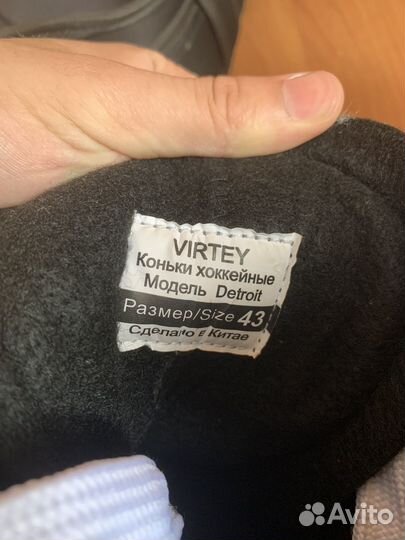 VIRTEY
Коньки хоккейные
Модель Detroit
Размер/Size 43
Сделано в Китае
Avito